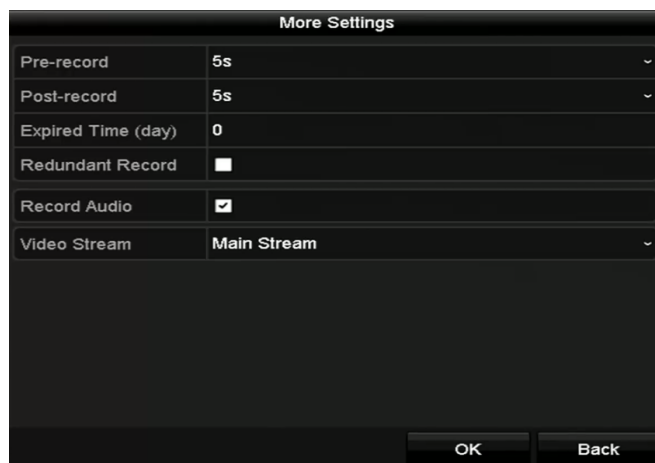 More Settings
Pre-record 5s
Post-record 5s
Expired Time (day) 0
Redundant Record
Record Audio
Video Stream Main Stream
OK Back